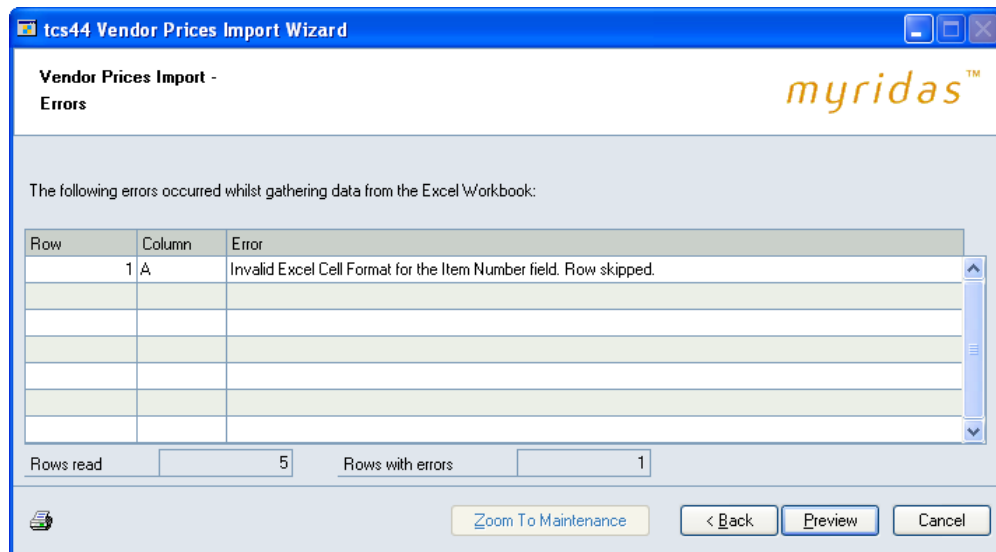 tcs44 Vendor Prices Import Wizard
Vendor Prices Import -
Errors
myridas™
The following errors occurred whilst gathering data from the Excel Workbook:
Row Column Error
1 A Invalid Excel Cell Format for the Item Number field. Row skipped.
Rows read 5 Rows with errors 1
Zoom To Maintenance < Back Preview Cancel